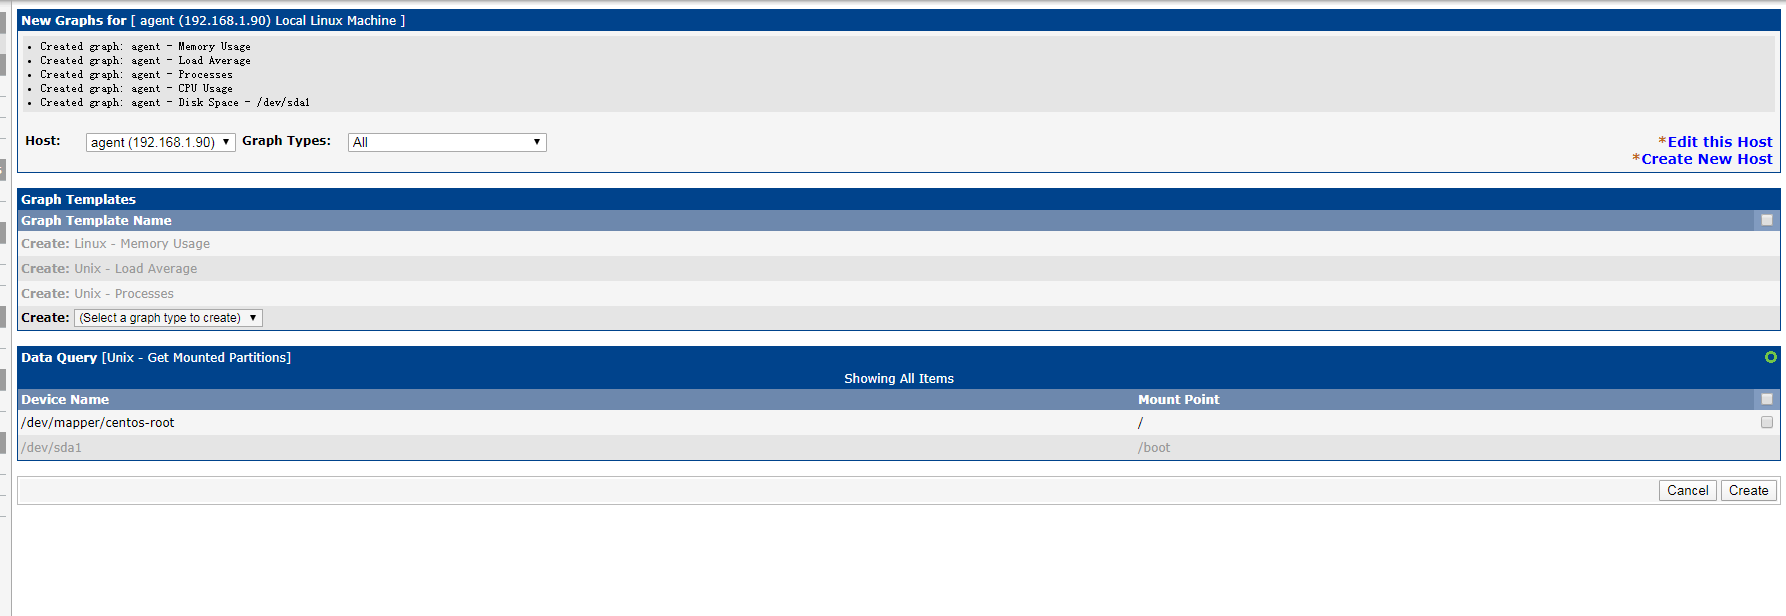 New Graphs for [ agent (192.168.1.90) Local Linux Machine ]
• Created graph: agent - Memory Usage
• Created graph: agent - Load Average
• Created graph: agent - Processes
• Created graph: agent - CPU Usage
• Created graph: agent - Disk Space - /dev/sda1
Host: agent (192.168.1.90) Graph Types: All
*Edit this Host
*Create New Host
Graph Templates
Graph Template Name
Create: Linux - Memory Usage
Create: Unix - Load Average
Create: Unix - Processes
Create: (Select a graph type to create)
Data Query [Unix - Get Mounted Partitions]
Showing All Items
Device Name Mount Point
/dev/mapper/centos-root /
/dev/sda1 /boot
Cancel Create